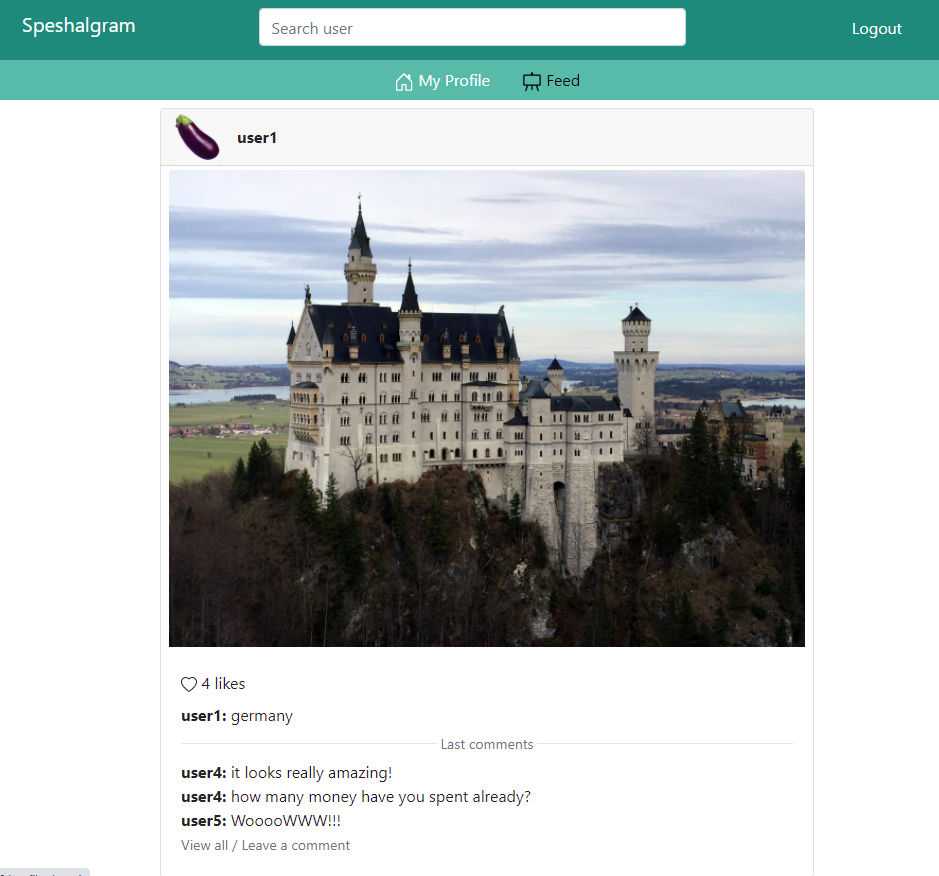 Speshalgram
Search user
Logout
My Profile
Feed
user1
4 likes
user1: germany
Last comments
user4: it looks really amazing!
user4: how many money have you spent already?
user5: WooooWWW!!!
View all / Leave a comment